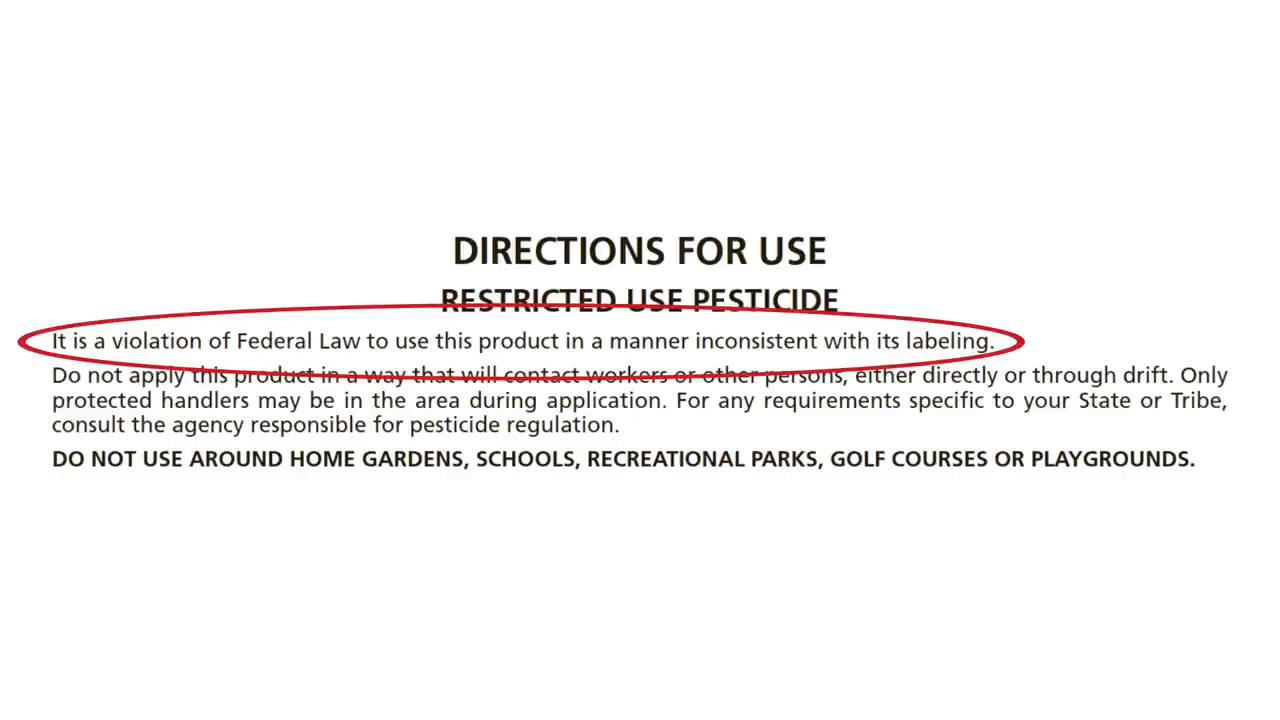 DIRECTIONS FOR USE
RESTRICTED USE PESTICIDE
It is a violation of Federal Law to use this product in a manner inconsistent with its labeling.
Do not apply this product in a way that will contact workers or other persons, either directly or through drift. Only
protected handlers may be in the area during application. For any requirements specific to your State or Tribe,
consult the agency responsible for pesticide regulation.
DO NOT USE AROUND HOME GARDENS, SCHOOLS, RECREATIONAL PARKS, GOLF COURSES OR PLAYGROUNDS.